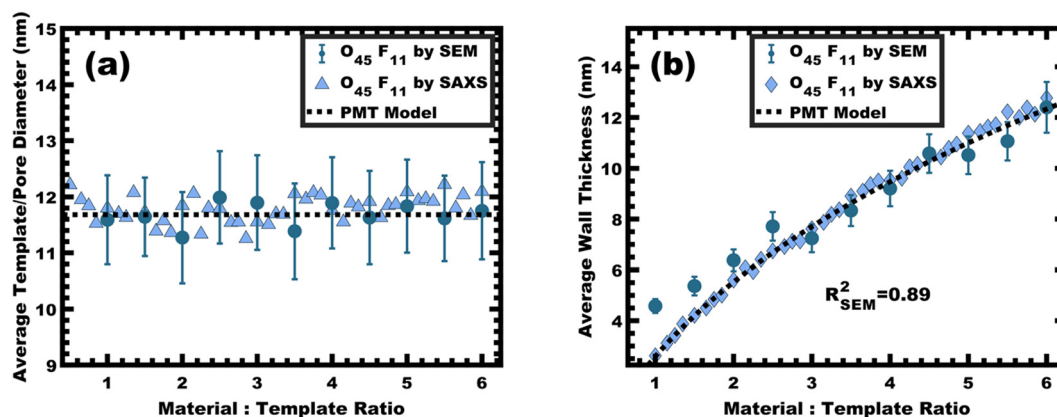 Average Template/Pore Diameter (nm)
15
14
13
12
11
10
9
(a)
O45 F11 by SEM
O45 F11 by SAXS
PMT Model
1 2 3 4 5 6
Material : Template Ratio
Average Wall Thickness (nm)
14
12
10
8
6
4
(b)
O45 F11 by SEM
O45 F11 by SAXS
PMT Model
R²SEM=0.89
1 2 3 4 5 6
Material : Template Ratio